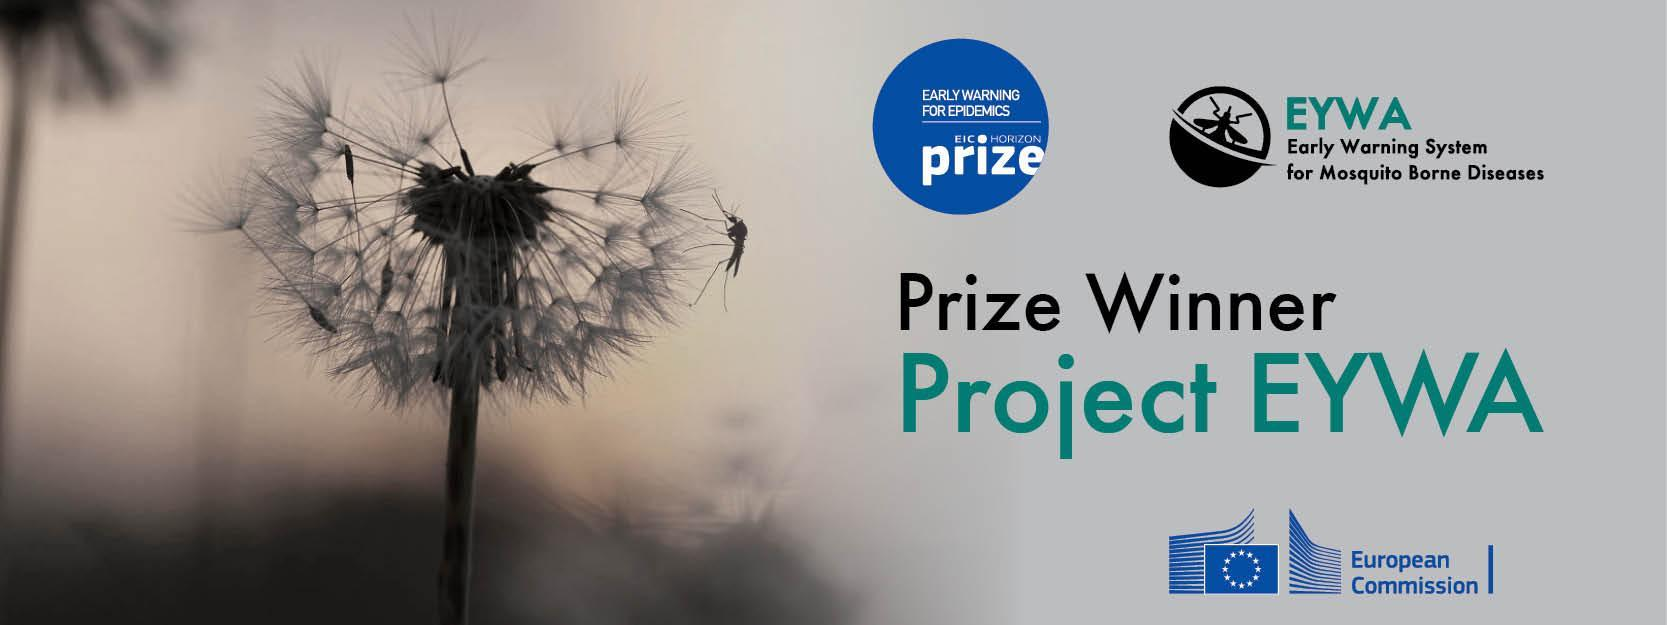 EARLY WARNING
FOR EPIDEMICS
EIC HORIZON
prize
EYWA
Early Warning System
for Mosquito Borne Diseases
Prize Winner
Project EYWA
European
Commission